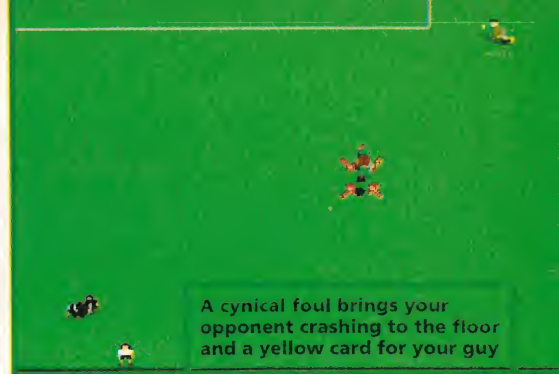 A cynical foul brings your
opponent crashing to the floor
and a yellow card for your guy